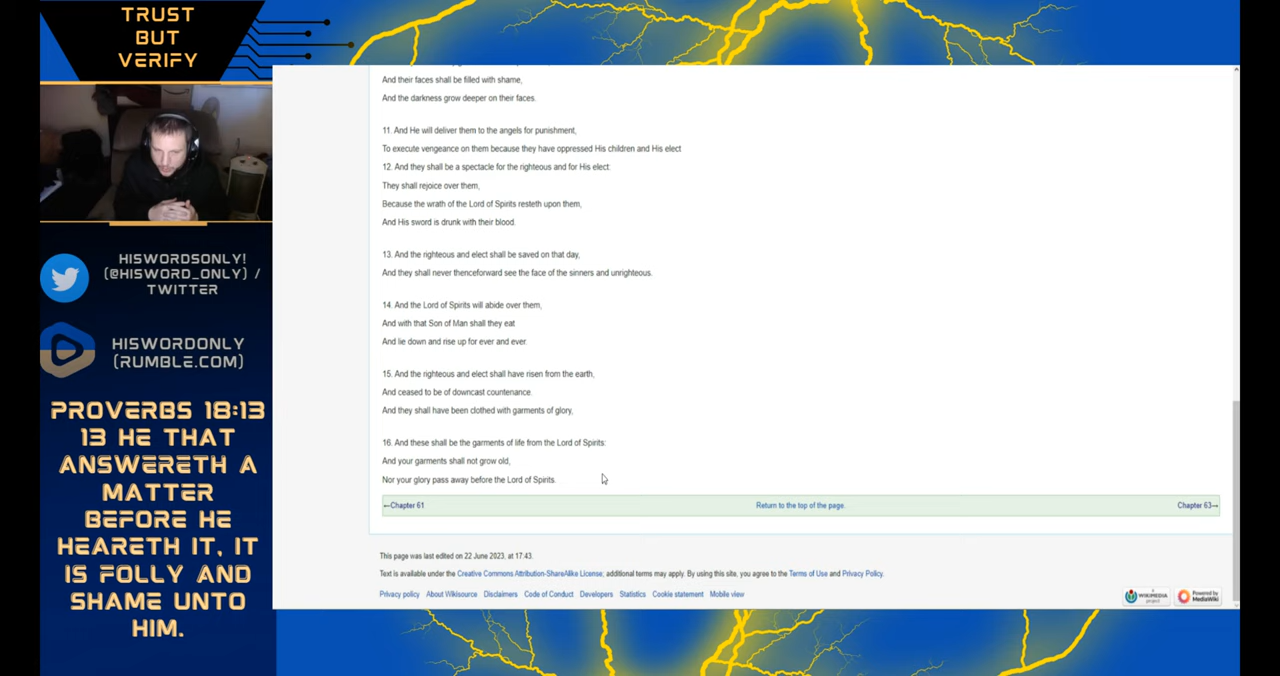 TRUST
BUT
VERIFY
HISWORDSONLY!
(@HISWORD_ONLY) /
TWITTER
HISWORDONLY
(RUMBLE.COM)
PROVERBS 18:13
13 HE THAT
ANSWERETH A
MATTER
BEFORE HE
HEARETH IT, IT
IS FOLLY AND
SHAME UNTO
HIM.
And their faces shall be filled with shame,
And the darkness grow deeper on their faces.
11. And He will deliver them to the angels for punishment,
To execute vengeance on them because they have oppressed His children and His elect
12. And they shall be a spectacle for the righteous and for His elect:
They shall rejoice over them,
Because the wrath of the Lord of Spirits resteth upon them,
And His sword is drunk with their blood.
13. And the righteous and elect shall be saved on that day,
And they shall never thenceforward see the face of the sinners and unrighteous.
14. And the Lord of Spirits will abide over them,
And with that Son of Man shall they eat
And lie down and rise up for ever and ever.
15. And the righteous and elect shall have risen from the earth,
And ceased to be of downcast countenance.
And they shall have been clothed with garments of glory,
16. And these shall be the garments of life from the Lord of Spirits:
And your garments shall not grow old,
Nor your glory pass away before the Lord of Spirits.
←Chapter 61 Return to the top of the page. Chapter 63→
This page was last edited on 22 June 2023, at 17:43.
Text is available under the Creative Commons Attribution-ShareAlike License; additional terms may apply. By using this site, you agree to the Terms of Use and Privacy Policy.
Privacy policy About Wikisource Disclaimers Code of Conduct Developers Statistics Cookie statement Mobile view
A
WIKIMEDIA
project
Powered by
MediaWiki